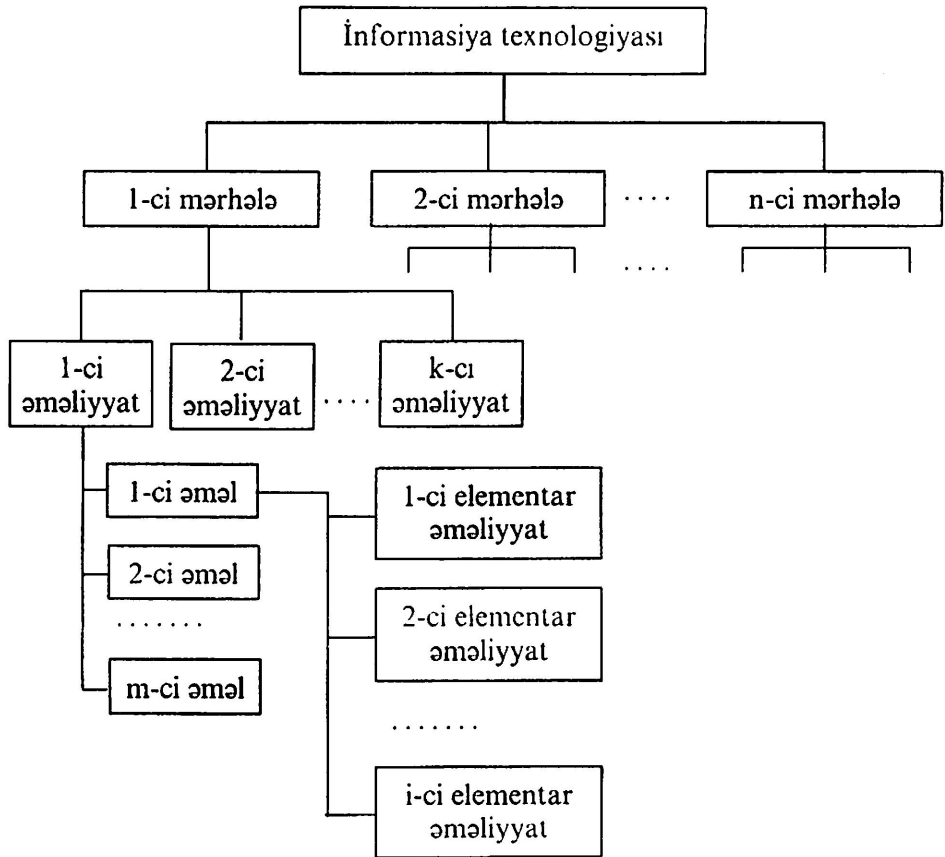 İnformasiya texnologiyası
1-ci mərhələ
2-ci mərhələ
. . . .
n-ci mərhələ
. . . .
1-ci
əməliyyat
2-ci
əməliyyat
. . . .
k-cı
əməliyyat
1-ci əməl
2-ci əməl
. . . . . . .
m-ci əməl
1-ci elementar
əməliyyat
2-ci elementar
əməliyyat
. . . . . . .
i-ci elementar
əməliyyat